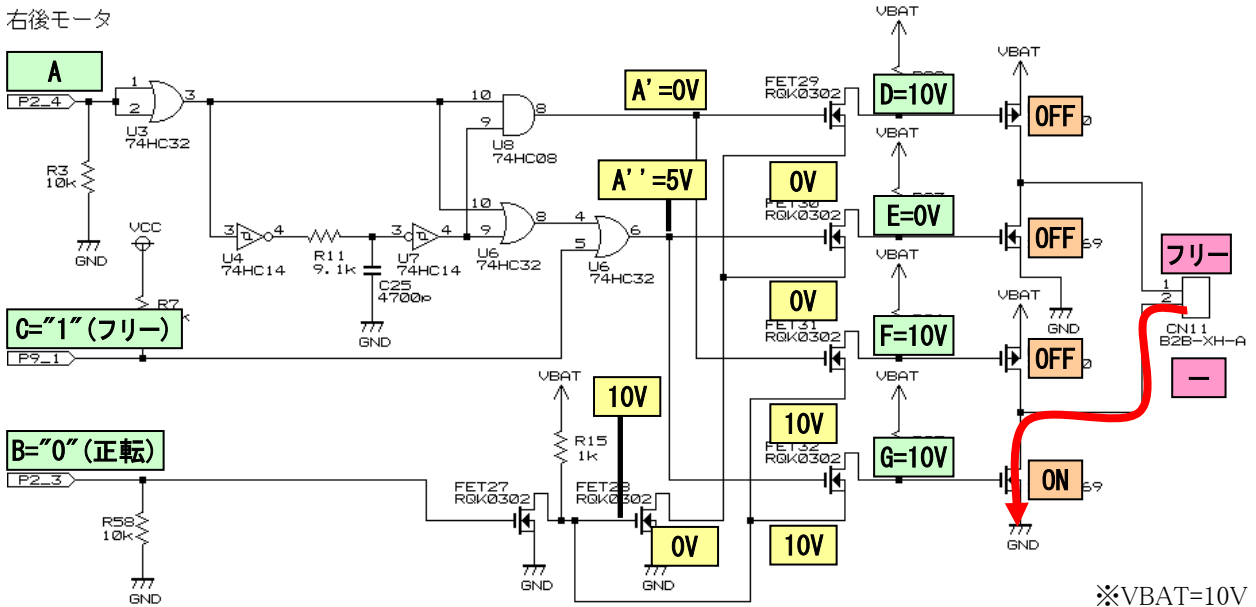 右後モータ
A
P2_4
R3
10k
GND
1
2
3
U3
74HC32
VCC
R7
C="1"(フリー)
P9_1
B="0"(正転)
P2_3
R58
10k
GND
3
4
U4
74HC14
R11
9.1k
C25
4700p
GND
3
4
U7
74HC14
10
9
8
U8
74HC08
10
9
8
U6
74HC32
4
5
6
U6
74HC32
A'=0V
A''=5V
VBAT
R15
1k
10V
FET27
RQK0302
GND
FET28
RQK0302
0V
GND
VBAT
FET29
RQK0302
D=10V
VBAT
OFF
0V
FET30
RQK0302
VBAT
E=0V
OFF
69
GND
0V
FET31
RQK0302
VBAT
F=10V
VBAT
OFF
10V
FET32
RQK0302
VBAT
G=10V
ON
69
GND
10V
フリー
1
2
CN11
B2B-XH-A
ー
※VBAT=10V